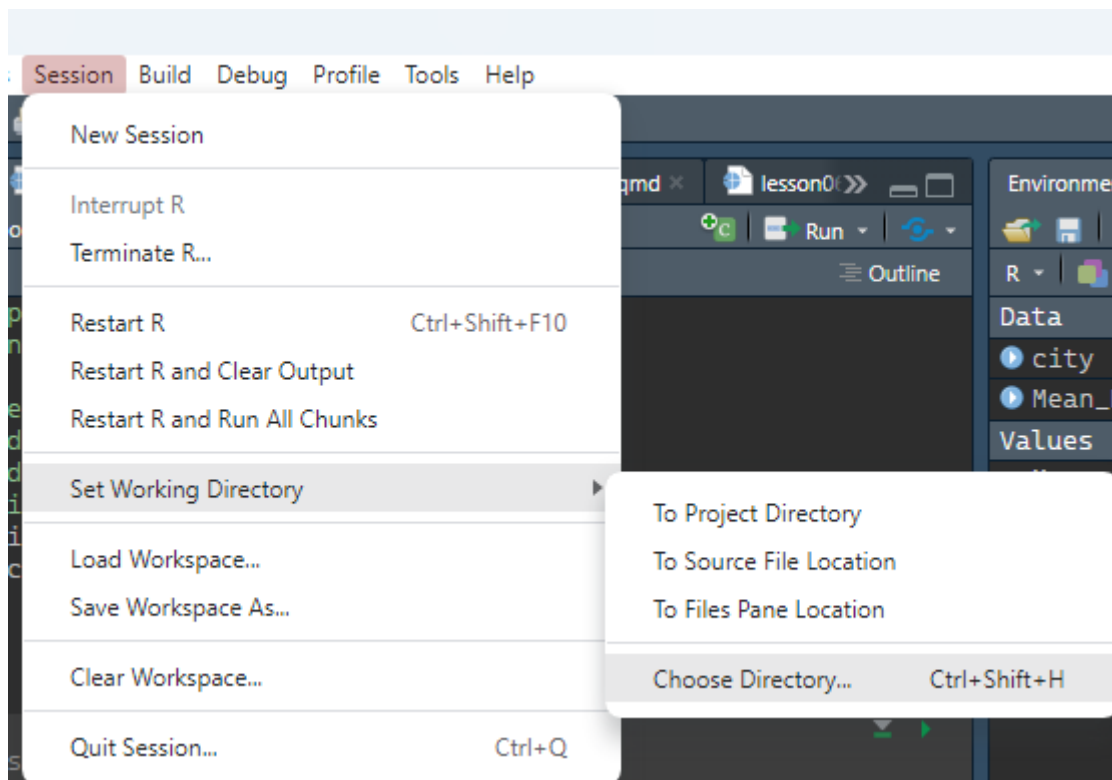 Session Build Debug Profile Tools Help
New Session
Interrupt R
Terminate R...
Restart R Ctrl+Shift+F10
Restart R and Clear Output
Restart R and Run All Chunks
Set Working Directory
Load Workspace...
Save Workspace As...
Clear Workspace...
Quit Session... Ctrl+Q
To Project Directory
To Source File Location
To Files Pane Location
Choose Directory... Ctrl+Shift+H
qmd lesson0
Run
Outline
Environme
R
Data
city
Mean_
Values